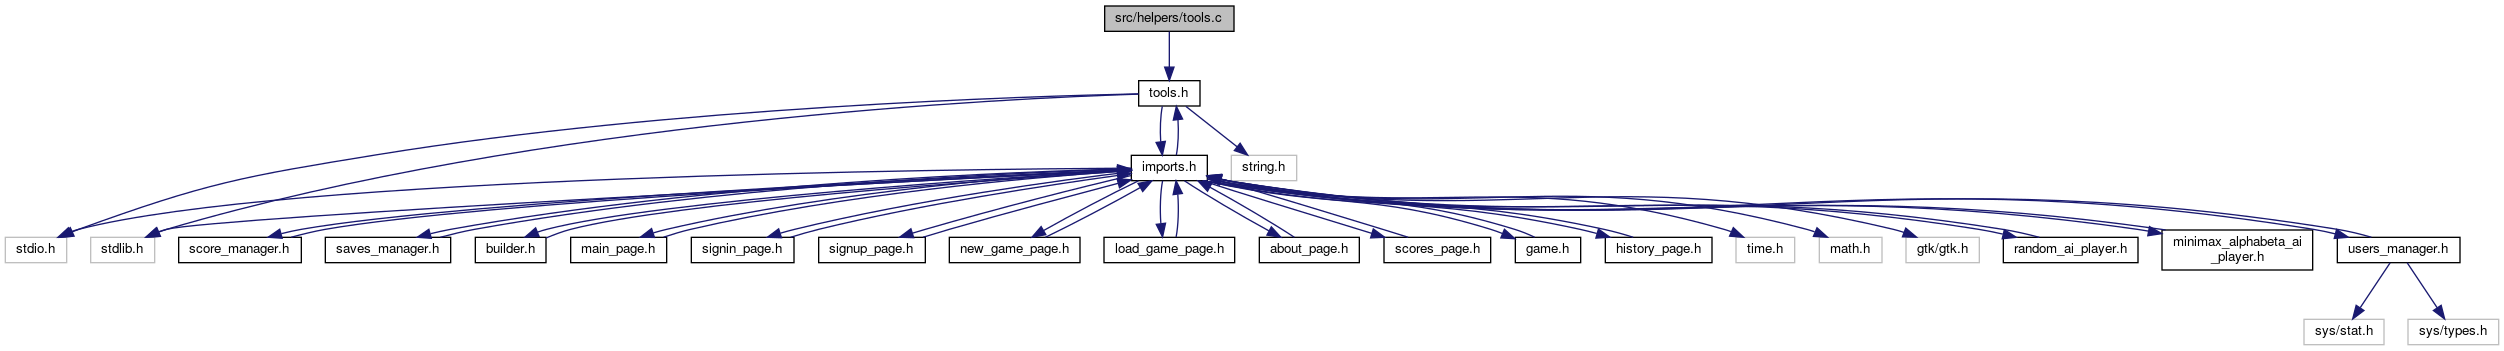 src/helpers/tools.c
tools.h
imports.h
string.h
stdio.h
stdlib.h
score_manager.h
saves_manager.h
builder.h
main_page.h
signin_page.h
signup_page.h
new_game_page.h
load_game_page.h
about_page.h
scores_page.h
game.h
history_page.h
time.h
math.h
gtk/gtk.h
random_ai_player.h
minimax_alphabeta_ai
_player.h
users_manager.h
sys/stat.h
sys/types.h